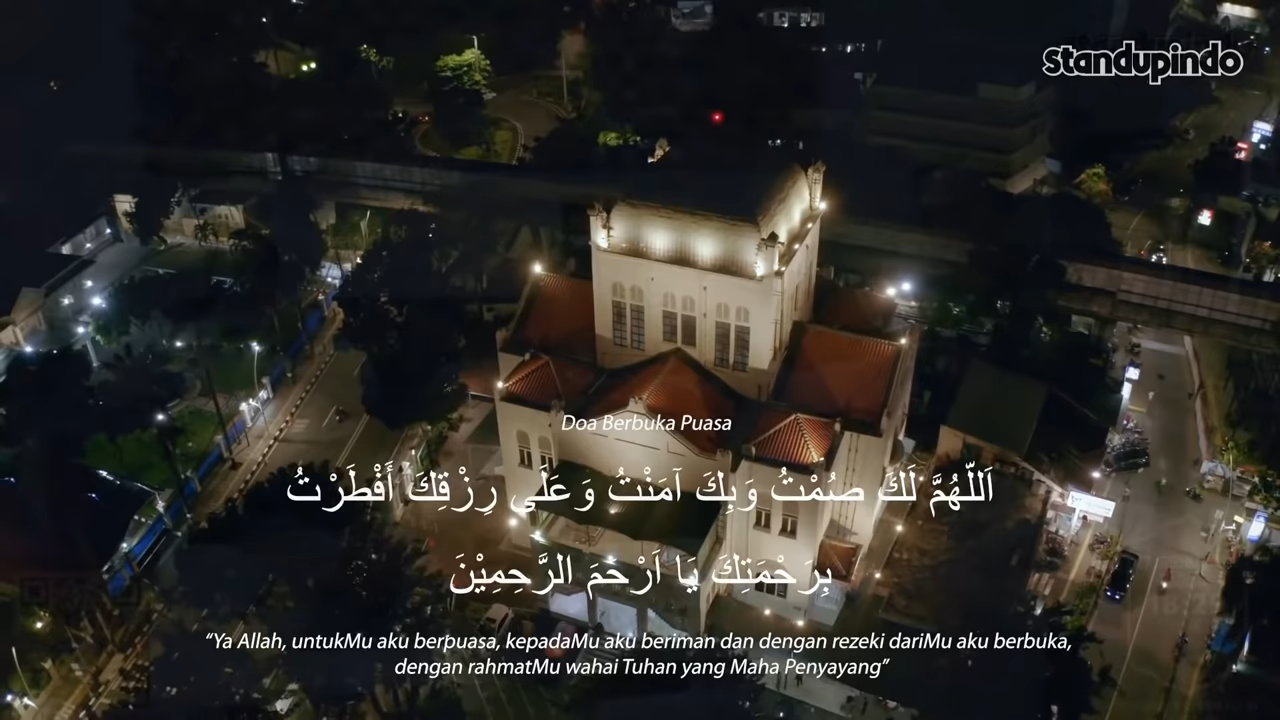 standupindo
Doa Berbuka Puasa
اَللّٰهُمَّ لَكَ صُمْتُ وَبِكَ آمَنْتُ وَعَلَى رِزْقِكَ أَفْطَرْتُ
بِرَحْمَتِكَ يَا اَرْحَمَ الرَّحِمِيْنَ
“Ya Allah, untukMu aku berpuasa, kepadaMu aku beriman dan dengan rezeki dariMu aku berbuka,
dengan rahmatMu wahai Tuhan yang Maha Penyayang”